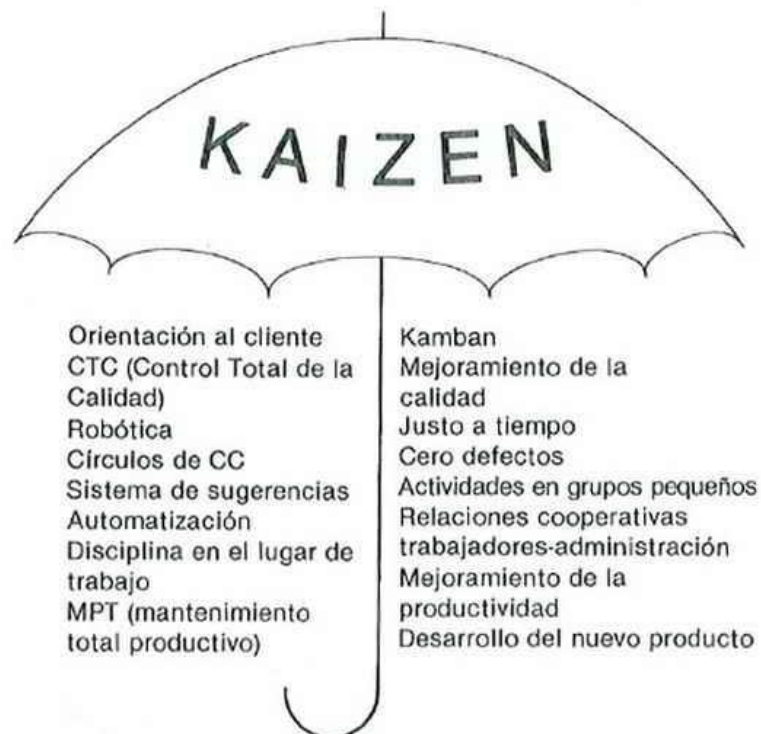 KAIZEN
Orientación al cliente
CTC (Control Total de la
Calidad)
Robótica
Círculos de CC
Sistema de sugerencias
Automatización
Disciplina en el lugar de
trabajo
MPT (mantenimiento
total productivo)
Kamban
Mejoramiento de la
calidad
Justo a tiempo
Cero defectos
Actividades en grupos pequeños
Relaciones cooperativas
trabajadores-administración
Mejoramiento de la
productividad
Desarrollo del nuevo producto